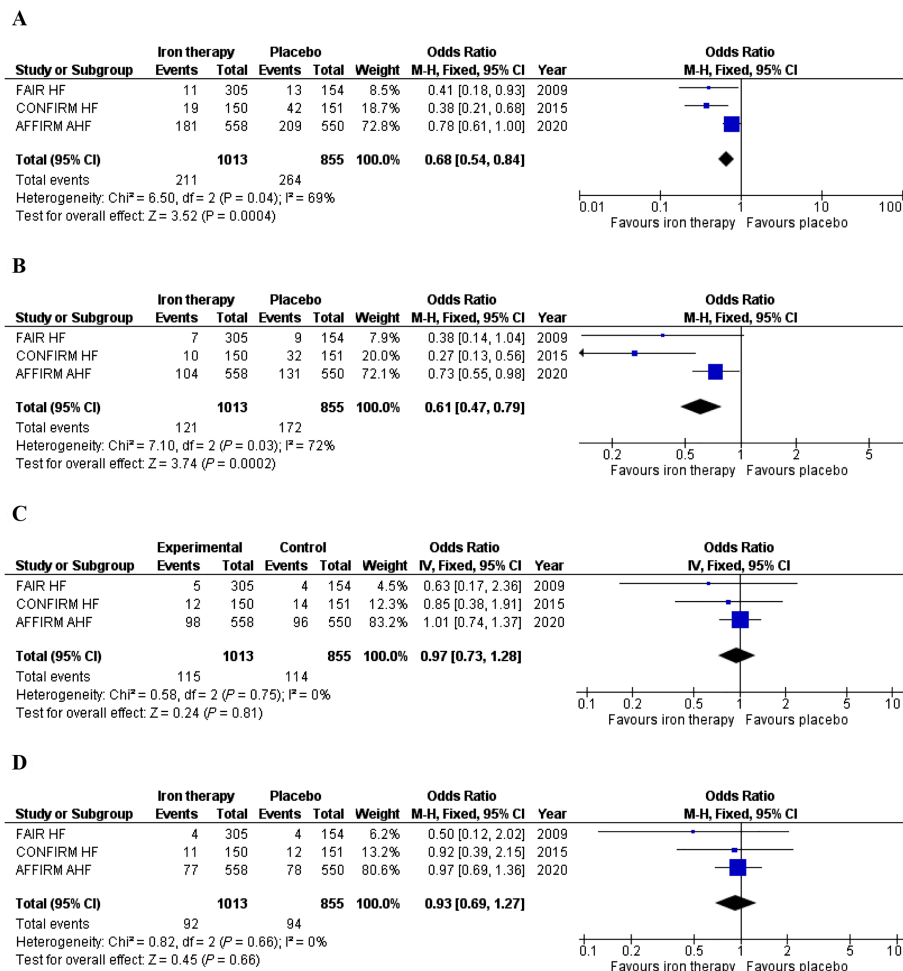 A
Iron therapy Placebo Odds Ratio Odds Ratio
Study or Subgroup Events Total Events Total Weight M-H, Fixed, 95% CI Year M-H, Fixed, 95% CI
FAIR HF 11 305 13 154 8.5% 0.41 [0.18, 0.93] 2009
CONFIRM HF 19 150 42 151 18.7% 0.38 [0.21, 0.68] 2015
AFFIRM AHF 181 558 209 550 72.8% 0.78 [0.61, 1.00] 2020
Total (95% CI) 1013 855 100.0% 0.68 [0.54, 0.84]
Total events 211 264
Heterogeneity: Chi² = 6.50, df = 2 (P = 0.04); I² = 69%
Test for overall effect: Z = 3.52 (P = 0.0004)
0.01 0.1 1 10 100
Favours iron therapy Favours placebo
B
Iron therapy Placebo Odds Ratio Odds Ratio
Study or Subgroup Events Total Events Total Weight M-H, Fixed, 95% CI Year M-H, Fixed, 95% CI
FAIR HF 7 305 9 154 7.9% 0.38 [0.14, 1.04] 2009
CONFIRM HF 10 150 32 151 20.0% 0.27 [0.13, 0.56] 2015
AFFIRM AHF 104 558 131 550 72.1% 0.73 [0.55, 0.98] 2020
Total (95% CI) 1013 855 100.0% 0.61 [0.47, 0.79]
Total events 121 172
Heterogeneity: Chi² = 7.10, df = 2 (P = 0.03); I² = 72%
Test for overall effect: Z = 3.74 (P = 0.0002)
0.2 0.5 1 2 5
Favours iron therapy Favours placebo
C
Experimental Control Odds Ratio Odds Ratio
Study or Subgroup Events Total Events Total Weight IV, Fixed, 95% CI Year IV, Fixed, 95% CI
FAIR HF 5 305 4 154 4.5% 0.63 [0.17, 2.36] 2009
CONFIRM HF 12 150 14 151 12.3% 0.85 [0.38, 1.91] 2015
AFFIRM AHF 98 558 96 550 83.2% 1.01 [0.74, 1.37] 2020
Total (95% CI) 1013 855 100.0% 0.97 [0.73, 1.28]
Total events 115 114
Heterogeneity: Chi² = 0.58, df = 2 (P = 0.75); I² = 0%
Test for overall effect: Z = 0.24 (P = 0.81)
0.1 0.2 0.5 1 2 5 10
Favours iron therapy Favours placebo
D
Iron therapy Placebo Odds Ratio Odds Ratio
Study or Subgroup Events Total Events Total Weight M-H, Fixed, 95% CI Year M-H, Fixed, 95% CI
FAIR HF 4 305 4 154 6.2% 0.50 [0.12, 2.02] 2009
CONFIRM HF 11 150 12 151 13.2% 0.92 [0.39, 2.15] 2015
AFFIRM AHF 77 558 78 550 80.6% 0.97 [0.69, 1.36] 2020
Total (95% CI) 1013 855 100.0% 0.93 [0.69, 1.27]
Total events 92 94
Heterogeneity: Chi² = 0.82, df = 2 (P = 0.66); I² = 0%
Test for overall effect: Z = 0.45 (P = 0.66)
0.1 0.2 0.5 1 2 5 10
Favours iron therapy Favours placebo